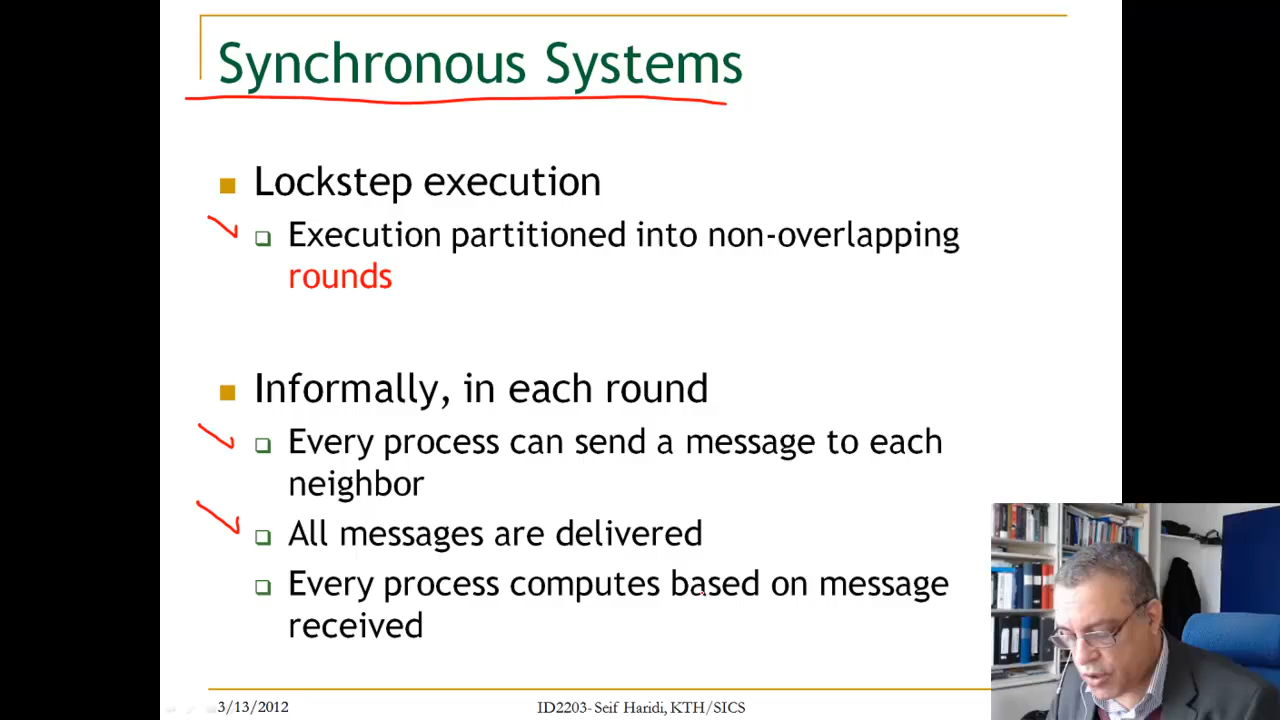 Synchronous Systems
Lockstep execution
Execution partitioned into non-overlapping
rounds
Informally, in each round
Every process can send a message to each
neighbor
All messages are delivered
Every process computes based on message
received
3/13/2012 ID2203- Seif Haridi, KTH/SICS